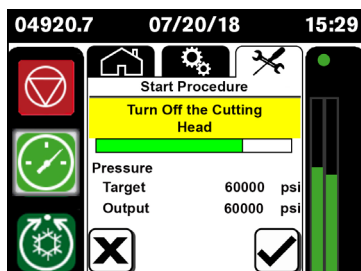 04920.7 07/20/18 15:29
Start Procedure
Turn Off the Cutting
Head
Pressure
Target 60000 psi
Output 60000 psi